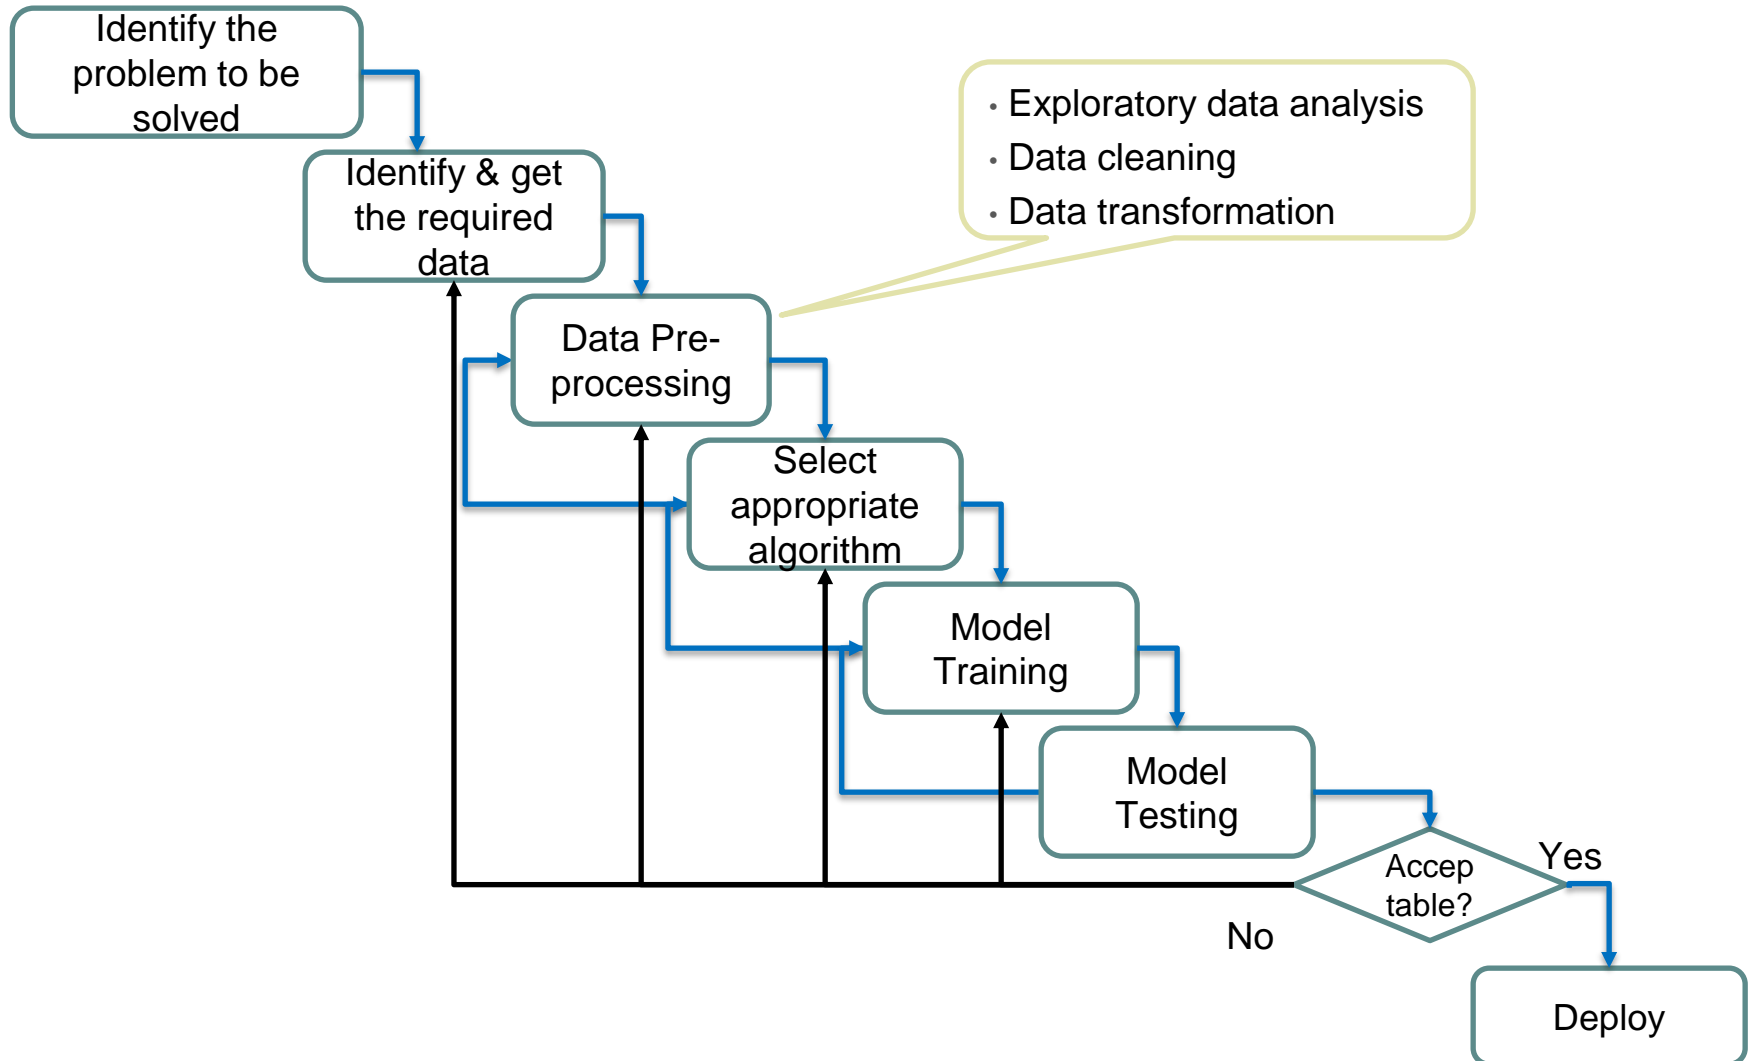 Identify the
problem to be
solved
• Exploratory data analysis
• Data cleaning
• Data transformation
Identify & get
the required
data
Data Pre-
processing
Select
appropriate
algorithm
Model
Training
Model
Testing
Accep
table?
Yes
No
Deploy